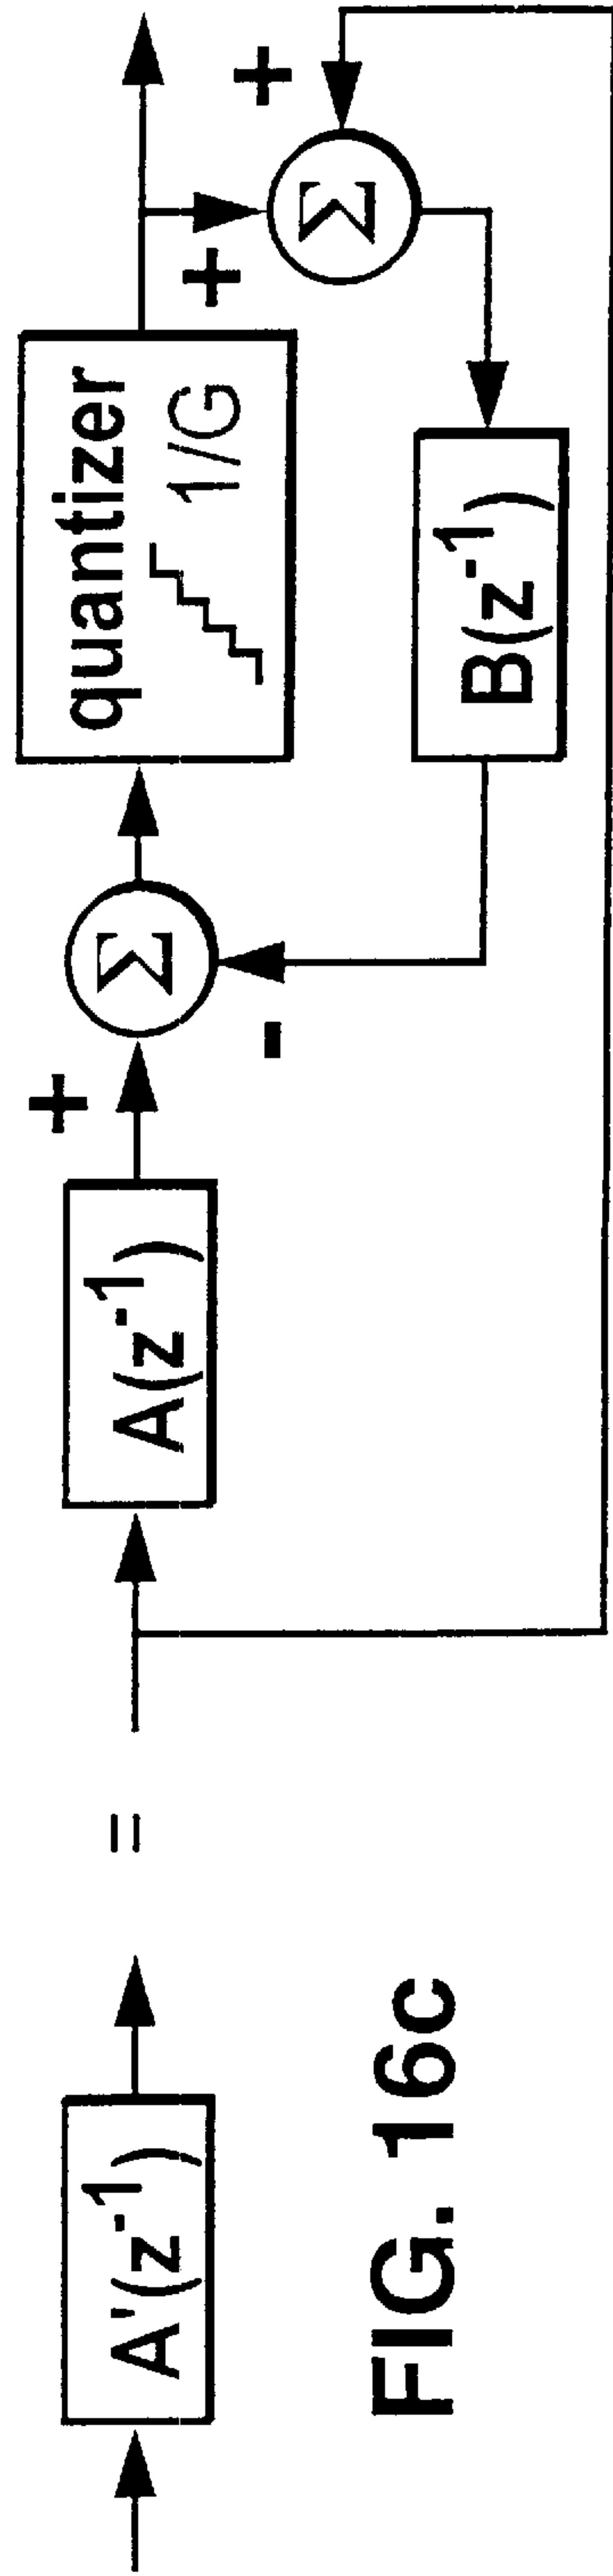 A'(z⁻¹)
=
A(z⁻¹)
+
Σ
-
quantizer
1/G
+
Σ
+
B(z⁻¹)
FIG. 16c